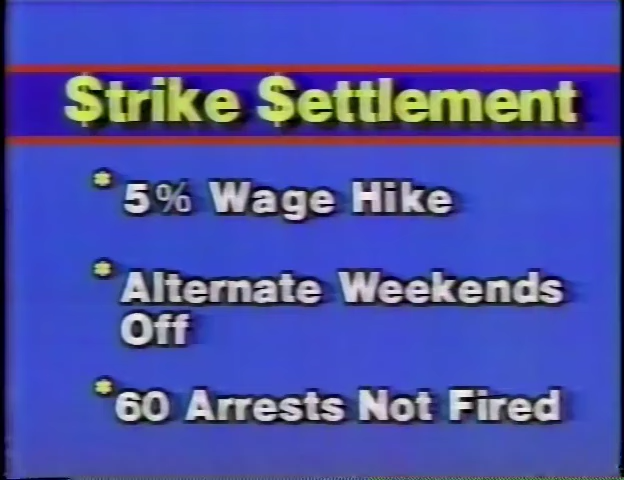 $trike $ettlement
* 5% Wage Hike
* Alternate Weekends
Off
* 60 Arrests Not Fired